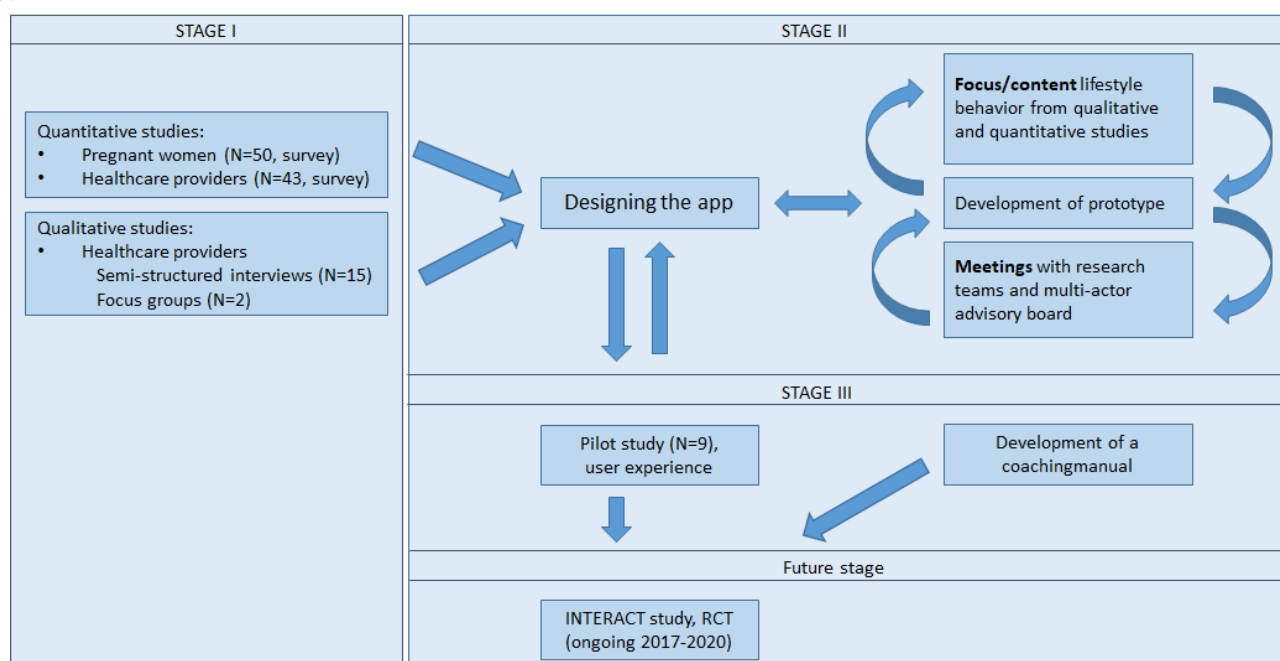 STAGE I
Quantitative studies:
• Pregnant women (N=50, survey)
• Healthcare providers (N=43, survey)
Qualitative studies:
• Healthcare providers
Semi-structured interviews (N=15)
Focus groups (N=2)
STAGE II
Designing the app
Focus/content lifestyle
behavior from qualitative
and quantitative studies
Development of prototype
Meetings with research
teams and multi-actor
advisory board
STAGE III
Pilot study (N=9),
user experience
Development of a
coachingmanual
Future stage
INTERACT study, RCT
(ongoing 2017-2020)